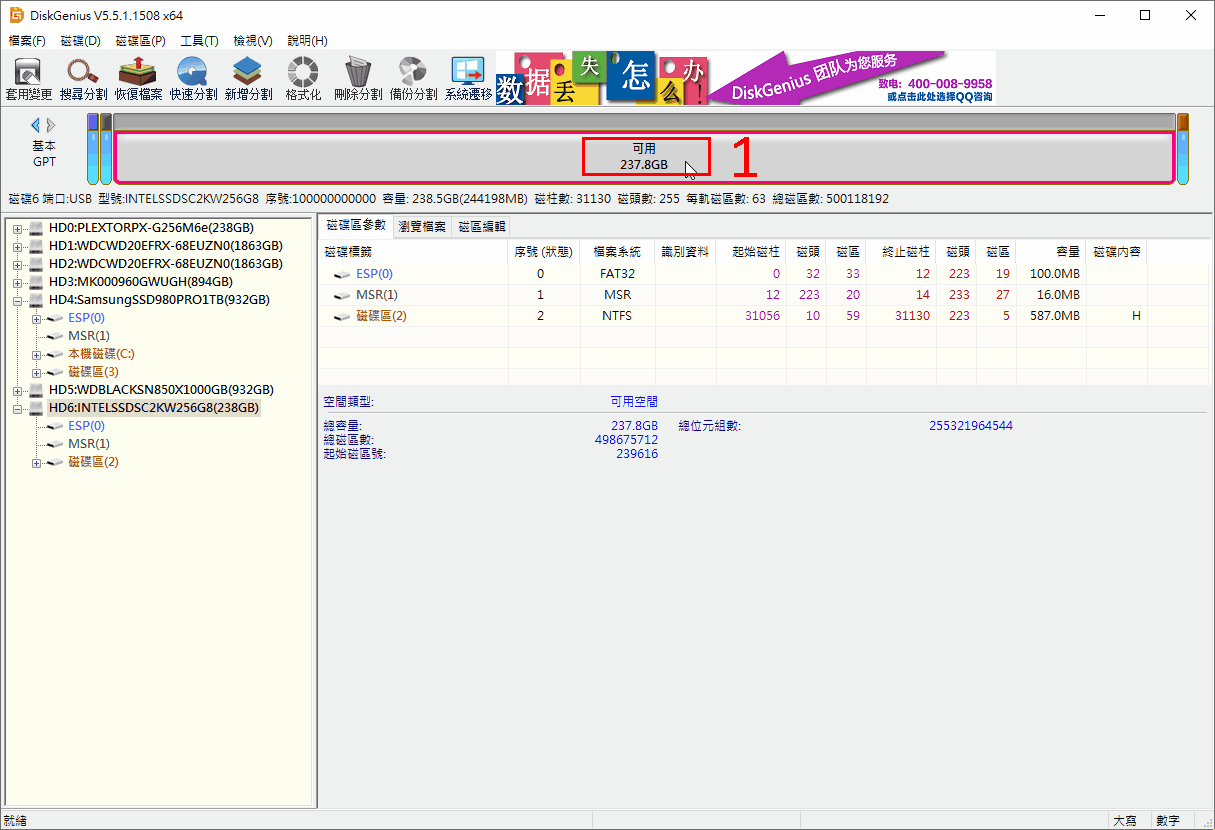 DiskGenius V5.5.1.1508 x64
檔案(F) 磁碟(D) 磁碟區(P) 工具(T) 檢視(V) 說明(H)
套用變更 搜尋分割 恢復檔案 快速分割 新增分割 格式化 刪除分割 備份分割 系統遷移
数据丢失怎么办!
DiskGenius 团队为您服务
致电: 400-008-9958
或点击此处选择QQ咨询
基本
GPT
可用
237.8GB
1
磁碟6 端口:USB 型號:INTELSSDSC2KW256G8 序號:100000000000 容量: 238.5GB(244198MB) 磁柱數: 31130 磁頭數: 255 每軌磁區數: 63 總磁區數: 500118192
HD0:PLEXTORPX-G256M6e(238GB)
HD1:WDCWD20EFRX-68EUZN0(1863GB)
HD2:WDCWD20EFRX-68EUZN0(1863GB)
HD3:MK000960GWUGH(894GB)
HD4:SamsungSSD980PRO1TB(932GB)
ESP(0)
MSR(1)
本機磁碟(C:)
磁碟區(3)
HD5:WDBLACKSN850X1000GB(932GB)
HD6:INTELSSDSC2KW256G8(238GB)
ESP(0)
MSR(1)
磁碟區(2)
磁碟區參數 瀏覽檔案 磁區編輯
磁碟標籤 序號 (狀態) 檔案系統 識別資料 起始磁柱 磁頭 磁區 終止磁柱 磁頭 磁區 容量 磁碟內容
ESP(0) 0 FAT32 0 32 33 12 223 19 100.0MB
MSR(1) 1 MSR 12 223 20 14 233 27 16.0MB
磁碟區(2) 2 NTFS 31056 10 59 31130 223 5 587.0MB H
空間類型: 可用空間
總容量: 237.8GB 總位元組數: 255321964544
總磁區數: 498675712
起始磁區號: 239616
就緒 大寫 數字